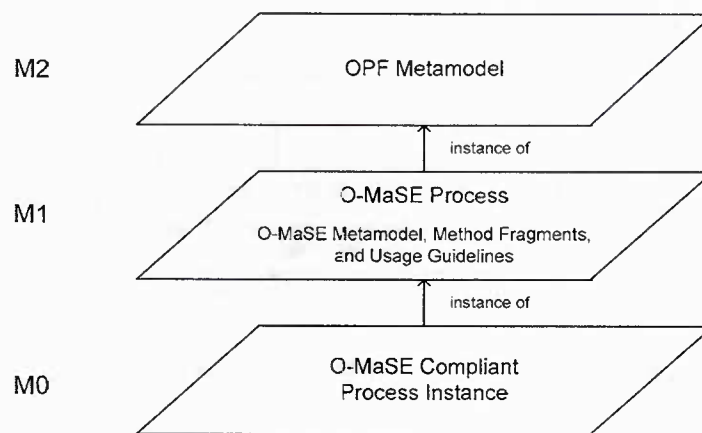 M2
OPF Metamodel
instance of
M1
O-MaSE Process
O-MaSE Metamodel, Method Fragments,
and Usage Guidelines
instance of
M0
O-MaSE Compliant
Process Instance